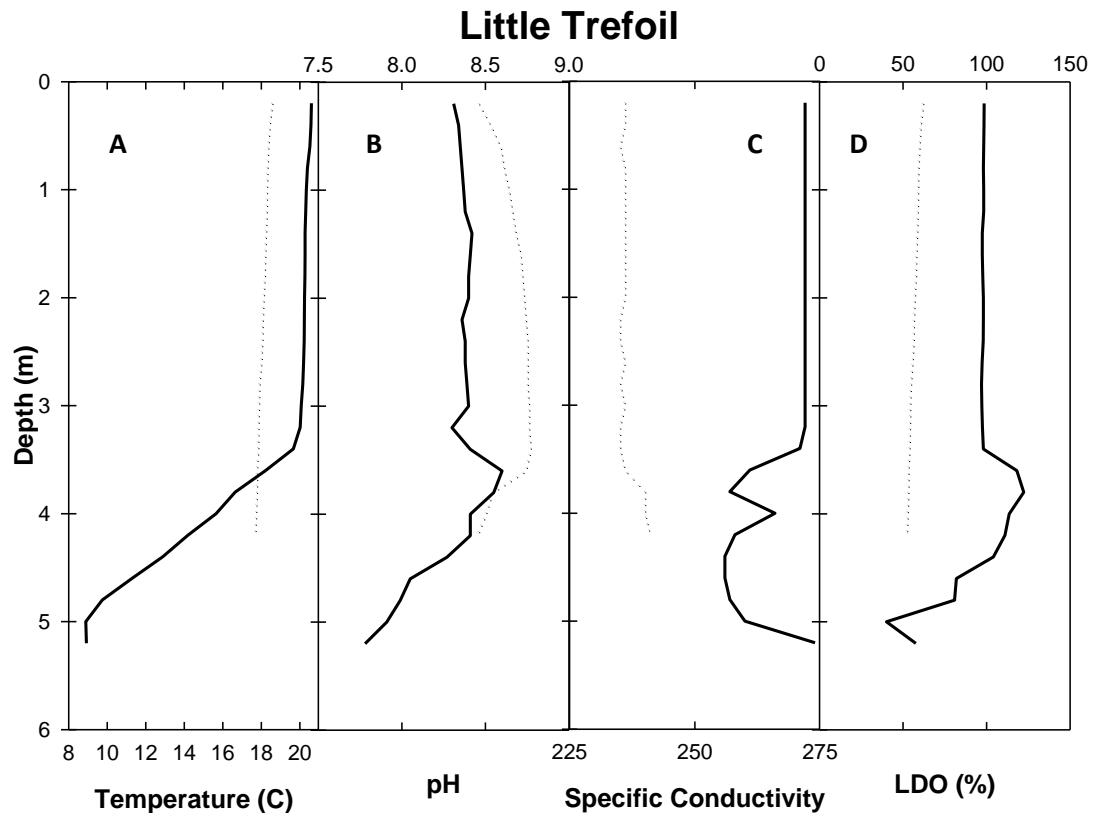 Little Trefoil
7.5 8.0 8.5 9.0 0 50 100 150
0
A B C D
1
2
3
4
5
6
Depth (m)
8 10 12 14 16 18 20 225 250 275
Temperature (C) pH Specific Conductivity LDO (%)